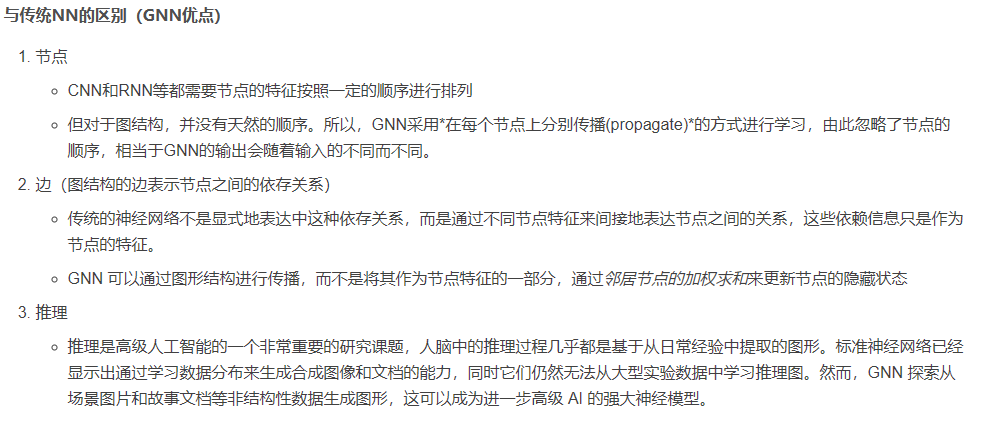 与传统NN的区别（GNN优点）
1. 节点
CNN和RNN等都需要节点的特征按照一定的顺序进行排列
但对于图结构，并没有天然的顺序。所以，GNN采用*在每个节点上分别传播(propagate)*的方式进行学习，由此忽略了节点的
顺序，相当于GNN的输出会随着输入的不同而不同。
2. 边（图结构的边表示节点之间的依存关系）
传统的神经网络不是显式地表达中这种依存关系，而是通过不同节点特征来间接地表达节点之间的关系，这些依赖信息只是作为
节点的特征。
GNN 可以通过图形结构进行传播，而不是将其作为节点特征的一部分，通过邻居节点的加权求和来更新节点的隐藏状态
3. 推理
推理是高级人工智能的一个非常重要的研究课题，人脑中的推理过程几乎都是基于从日常经验中提取的图形。标准神经网络已经
显示出通过学习数据分布来生成合成图像和文档的能力，同时它们仍然无法从大型实验数据中学习推理图。然而，GNN 探索从
场景图片和故事文档等非结构性数据生成图形，这可以成为进一步高级 AI 的强大神经模型。